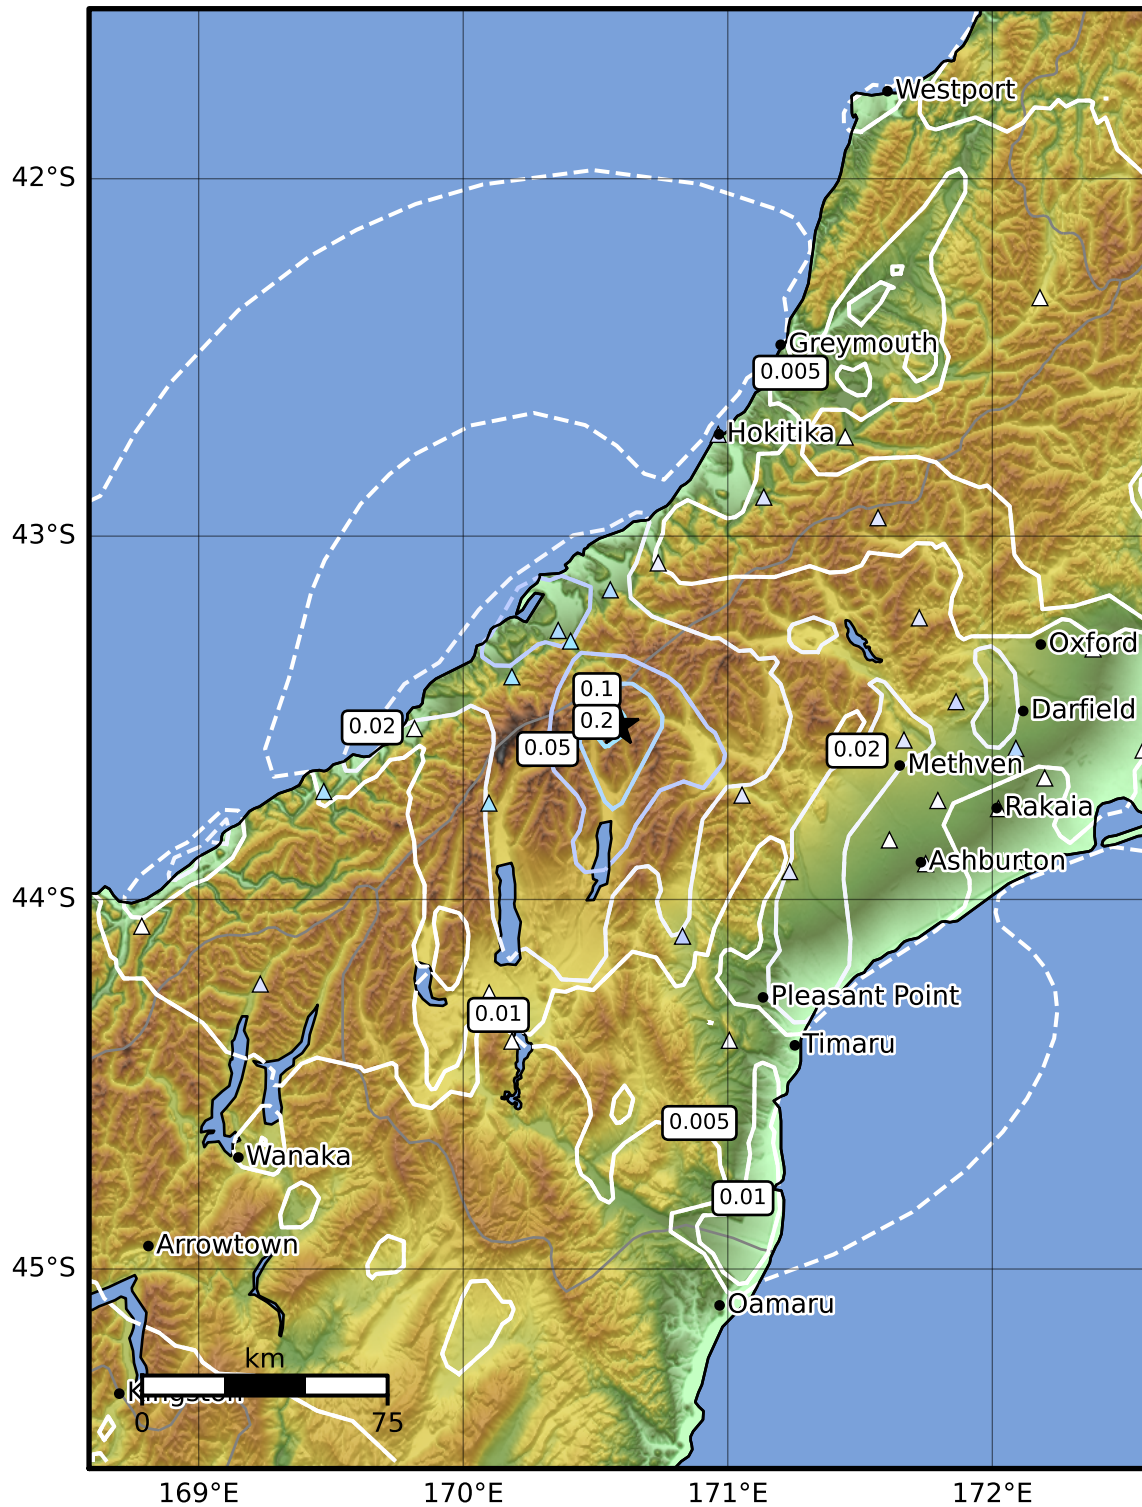 Westport
42°S
Greymouth
0.005
Hokitika
43°S
Oxford
0.1
Darfield
0.2
0.02
0.05
0.02
Methven
Rakaia
Ashburton
44°S
Pleasant Point
0.01
Timaru
0.005
Wanaka
0.01
Arrowtown
45°S
Oamaru
km
Kingston
0
75
169°E
170°E
171°E
172°E